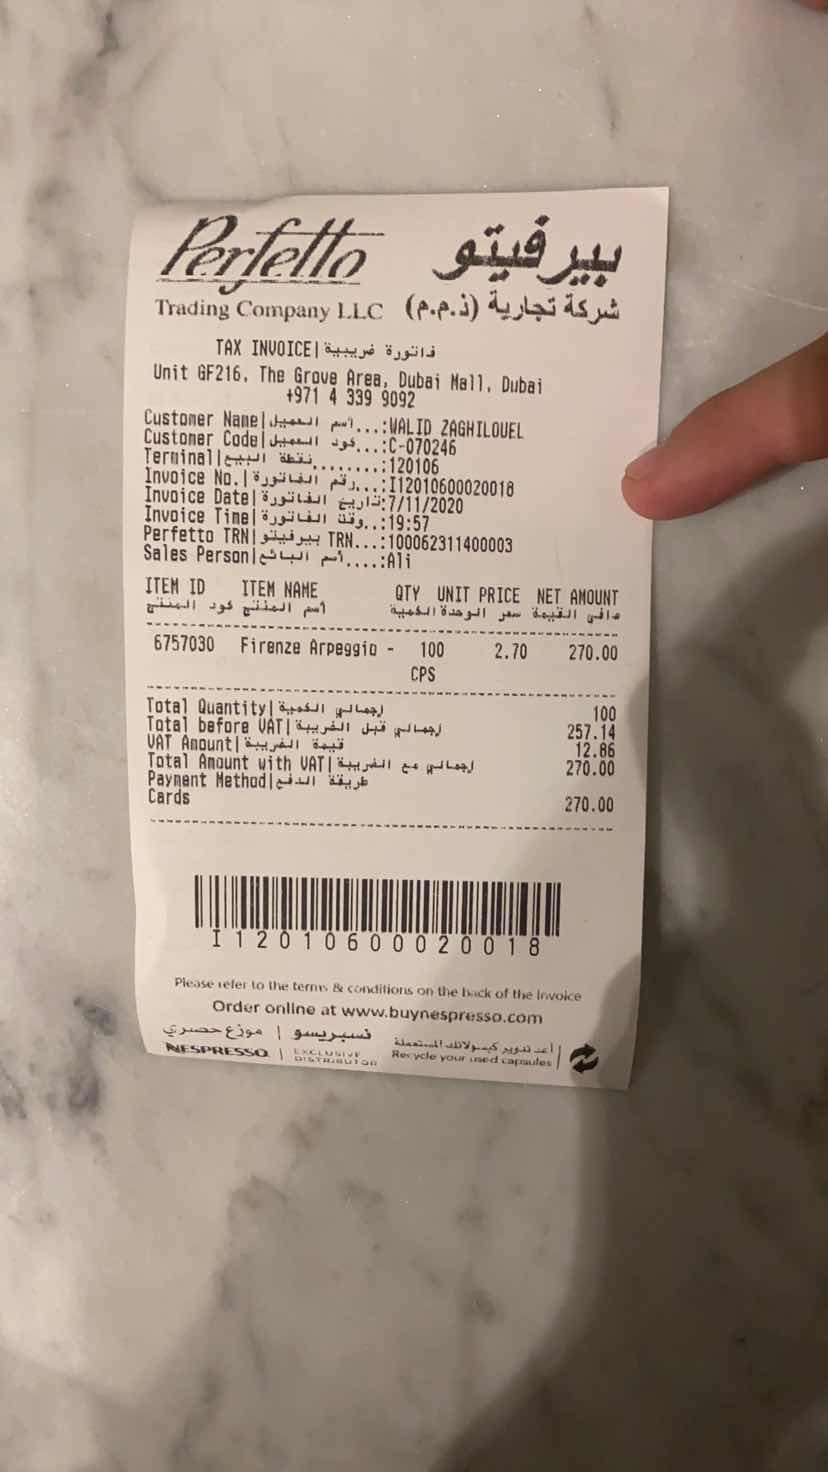 Perfetto بيرفيتو
Trading Company LLC شركة تجارية (ذ.م.م)
TAX INVOICE| فاتورة ضريبية
Unit GF216, The Grove Area, Dubai Mall, Dubai
+971 4 339 9092
Customer Name| أسم العميل...:WALID ZAGHILOUEL
Customer Code| كود العميل...:C-070246
Terminal| نقطة البيع........:120106
Invoice No.| رقم الفاتورة...:I12010600020018
Invoice Date| تاريخ الفاتورة:7/11/2020
Invoice Time| وقت الفاتورة..:19:57
Perfetto TRN| بيرفيتو TRN...:100062311400003
Sales Person| أسم البائع....:Ali
ITEM ID ITEM NAME QTY UNIT PRICE NET AMOUNT
كود المنتج أسم المنتج الكمية سعر الوحدة صافي القيمة
6757030 Firenze Arpeggio - 100 2.70 270.00
CPS
Total Quantity| إجمالي الكمية 100
Total before VAT| إجمالي قبل الضريبة 257.14
VAT Amount| قيمة الضريبة 12.86
Total Amount with VAT| إجمالي مع الضريبة 270.00
Payment Method| طريقة الدفع
Cards 270.00
I12010600020018
Please refer to the terms & conditions on the back of the Invoice
Order online at www.buynespresso.com
نسبريسو | موزع حصري
أعد تدوير كبسولاتك المستعملة
NESPRESSO | EXCLUSIVE DISTRIBUTOR
Recycle your used capsules